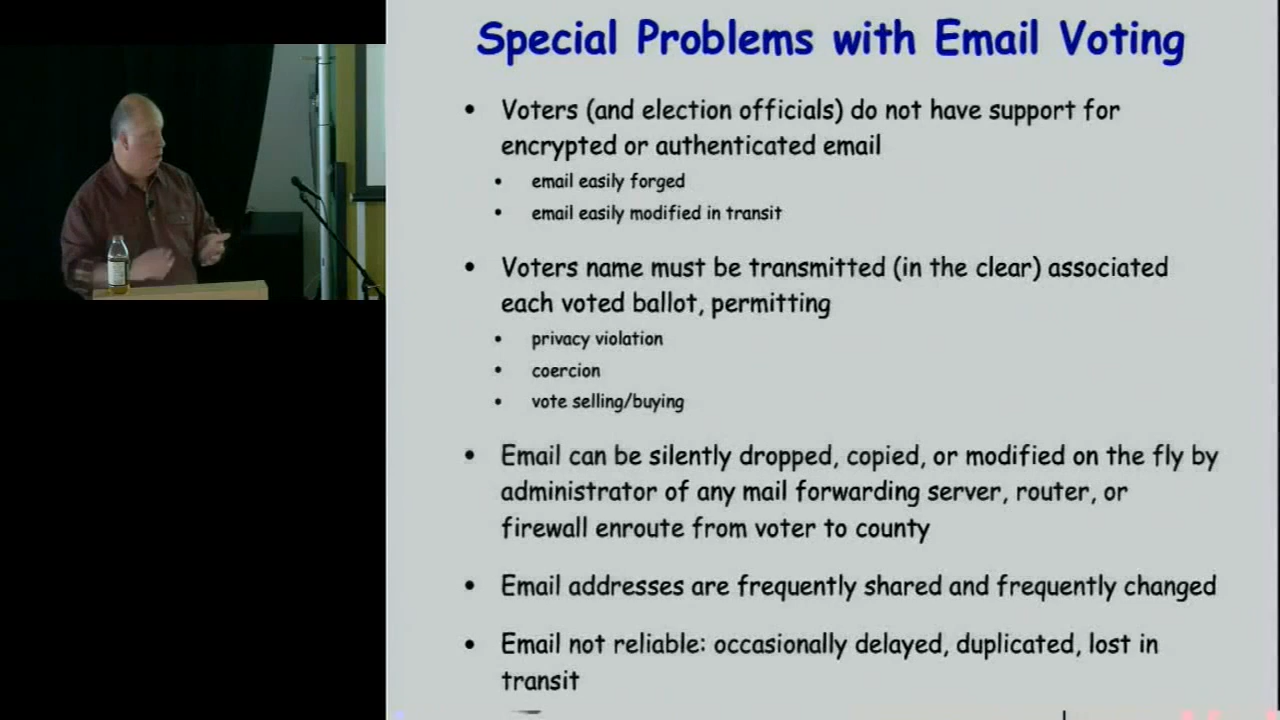 Special Problems with Email Voting
• Voters (and election officials) do not have support for
encrypted or authenticated email
• email easily forged
• email easily modified in transit
• Voters name must be transmitted (in the clear) associated
each voted ballot, permitting
• privacy violation
• coercion
• vote selling/buying
• Email can be silently dropped, copied, or modified on the fly by
administrator of any mail forwarding server, router, or
firewall enroute from voter to county
• Email addresses are frequently shared and frequently changed
• Email not reliable: occasionally delayed, duplicated, lost in
transit